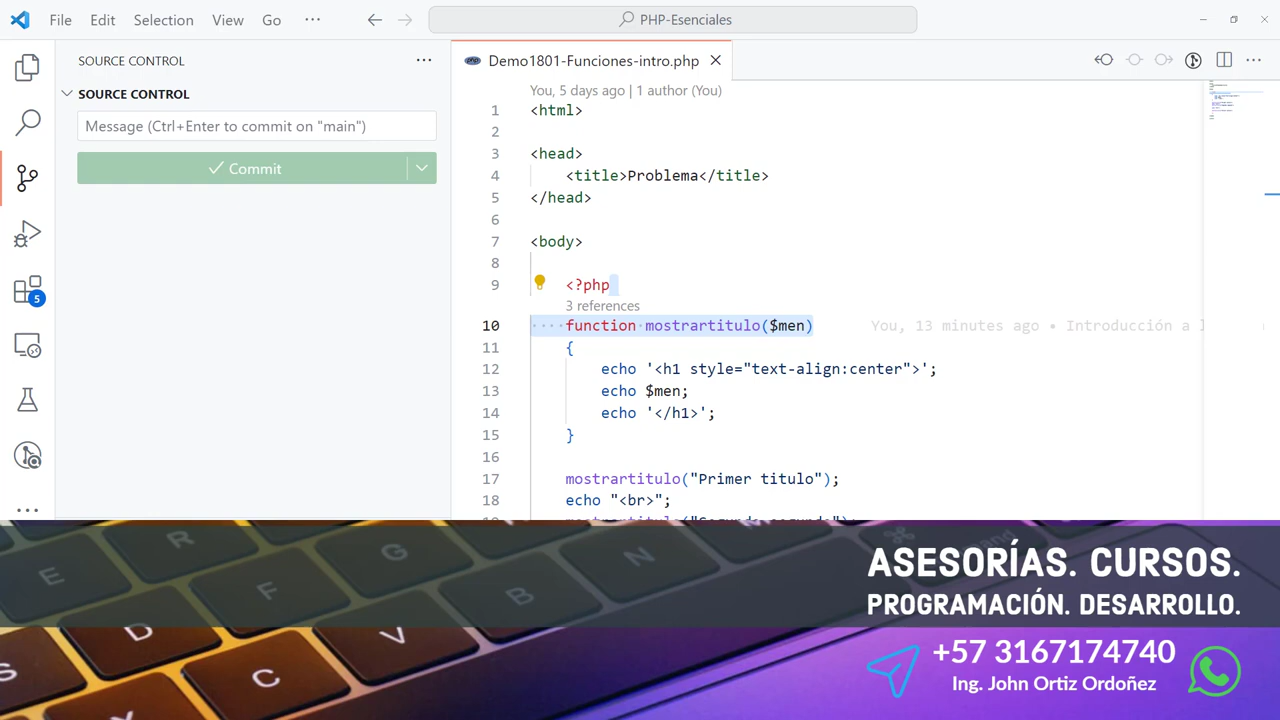 File Edit Selection View Go ··· PHP-Esenciales
SOURCE CONTROL ···
SOURCE CONTROL
Message (Ctrl+Enter to commit on "main")
Commit
5
php Demo1801-Funciones-intro.php
You, 5 days ago | 1 author (You)
1 <html>
2
3 <head>
4 <title>Problema</title>
5 </head>
6
7 <body>
8
9 <?php
3 references
10 function mostrartitulo($men) You, 13 minutes ago • Introducción a l
11 {
12 echo '<h1 style="text-align:center">';
13 echo $men;
14 echo '</h1>';
15 }
16
17 mostrartitulo("Primer titulo");
18 echo "<br>";
ASESORÍAS. CURSOS.
PROGRAMACIÓN. DESARROLLO.
+57 3167174740
Ing. John Ortiz Ordoñez
E R G M
F B N
S D C V